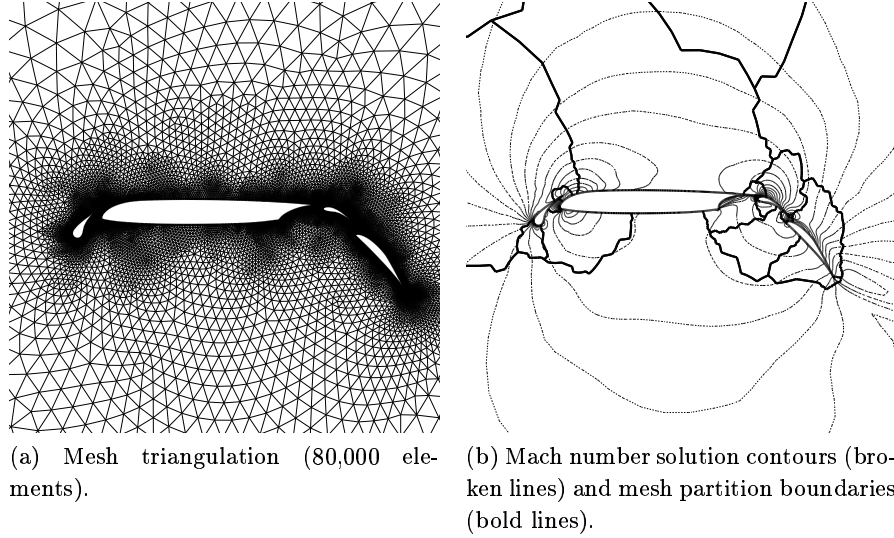 (a) Mesh triangulation (80,000 ele-
ments).
(b) Mach number solution contours (bro-
ken lines) and mesh partition boundaries
(bold lines).